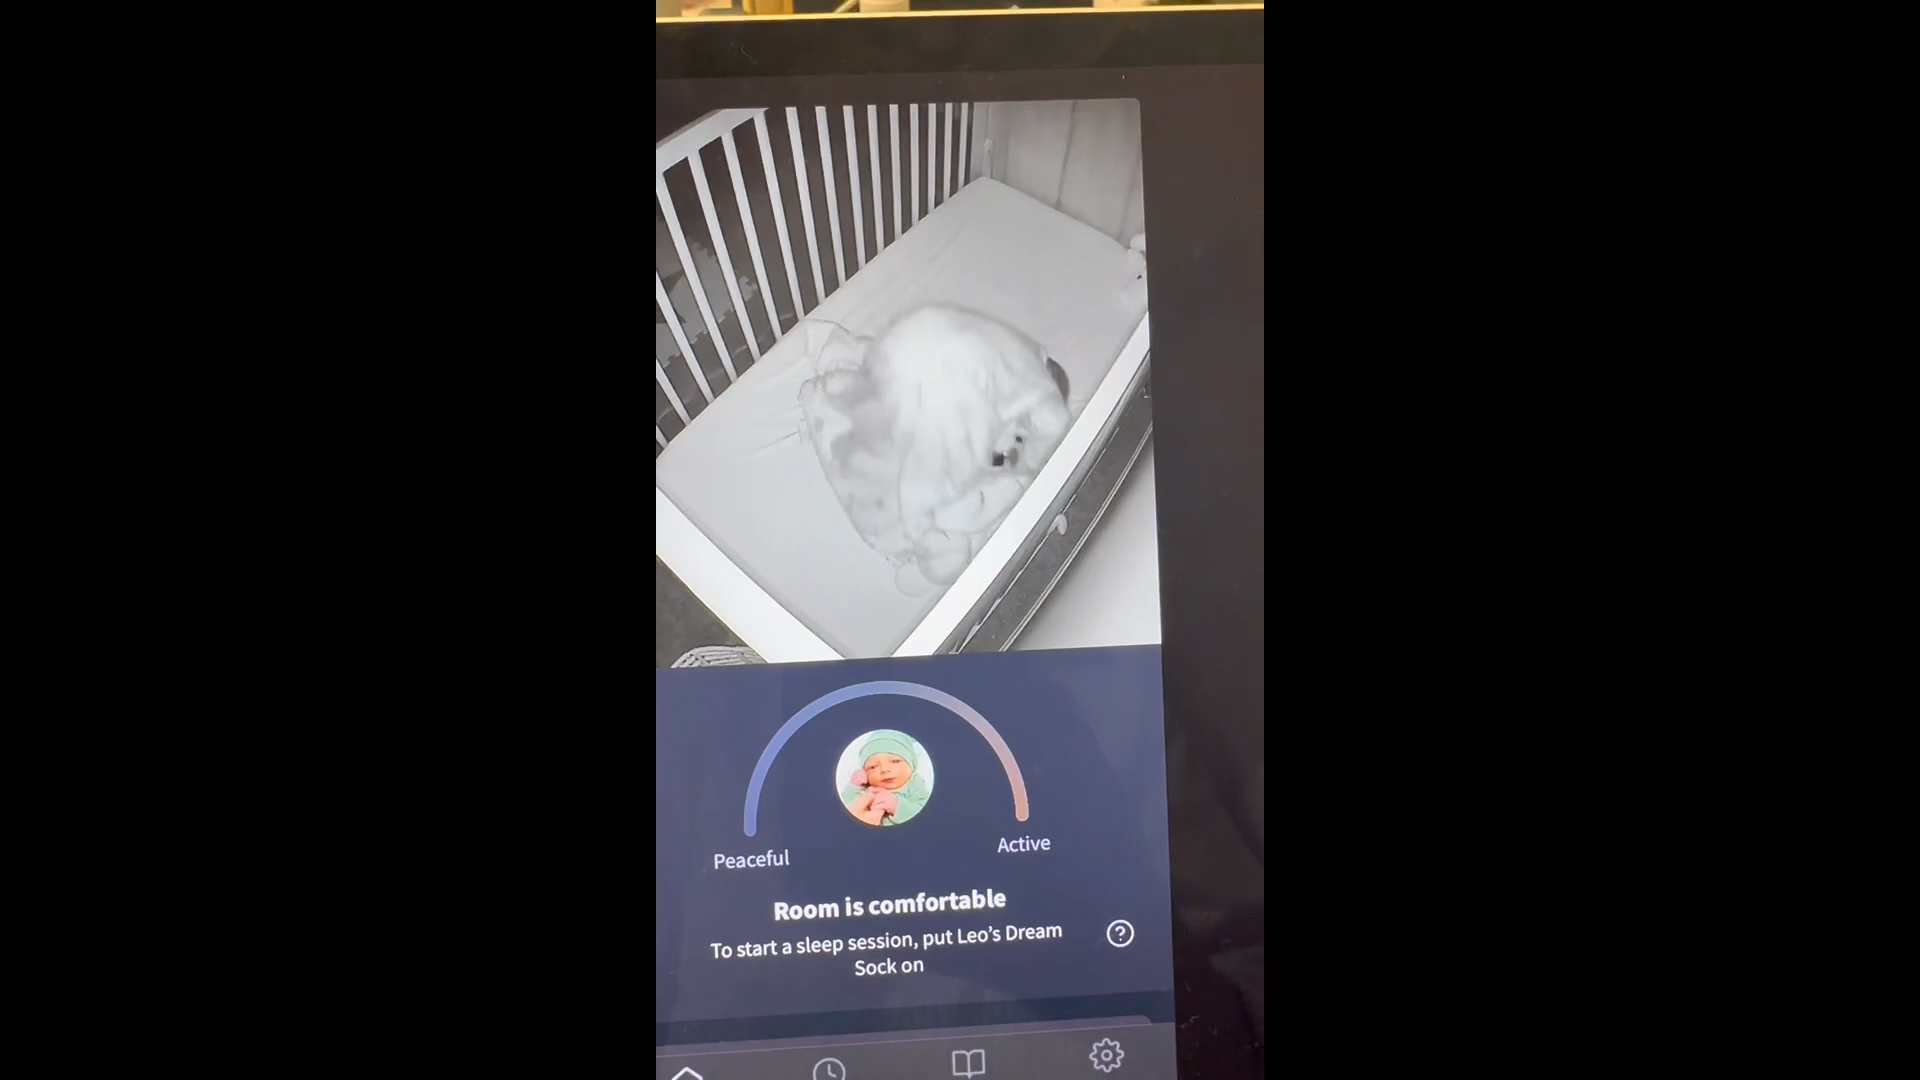 Peaceful
Active
Room is comfortable
To start a sleep session, put Leo's Dream
Sock on
?